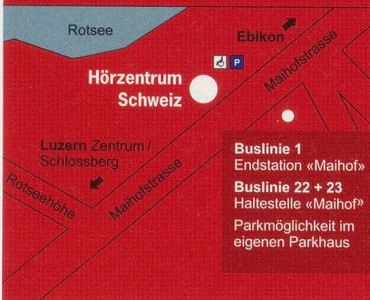 Rotsee
Ebikon
P
Maihofstrasse
Hörzentrum
Schweiz
Luzern Zentrum /
Schlossberg
Maihofstrasse
Rotseehöhe
Buslinie 1
Endstation «Maihof»
Buslinie 22 + 23
Haltestelle «Maihof»
Parkmöglichkeit im
eigenen Parkhaus